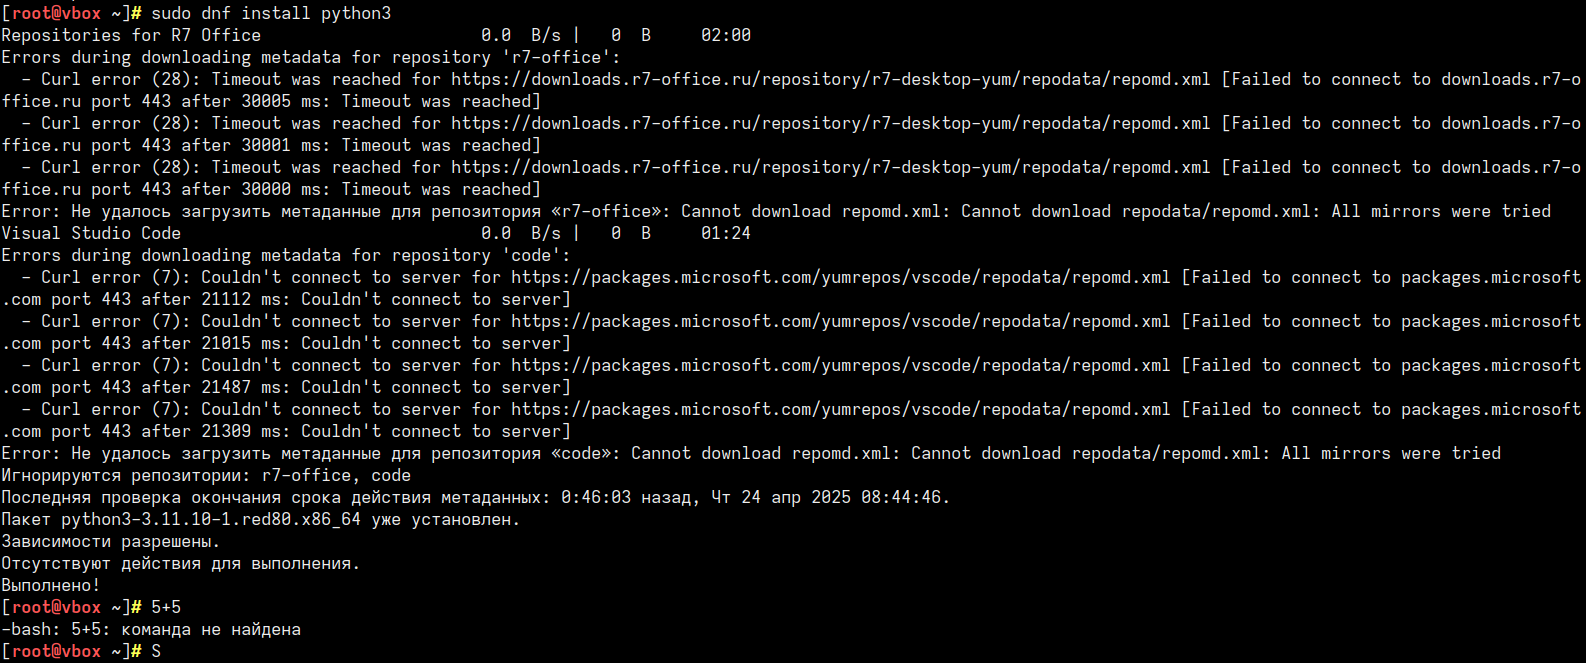 [root@vbox ~]# sudo dnf install python3
Repositories for R7 Office                      0.0  B/s |   0  B     02:00
Errors during downloading metadata for repository 'r7-office':
  - Curl error (28): Timeout was reached for https://downloads.r7-office.ru/repository/r7-desktop-yum/repodata/repomd.xml [Failed to connect to downloads.r7-o
ffice.ru port 443 after 30005 ms: Timeout was reached]
  - Curl error (28): Timeout was reached for https://downloads.r7-office.ru/repository/r7-desktop-yum/repodata/repomd.xml [Failed to connect to downloads.r7-o
ffice.ru port 443 after 30001 ms: Timeout was reached]
  - Curl error (28): Timeout was reached for https://downloads.r7-office.ru/repository/r7-desktop-yum/repodata/repomd.xml [Failed to connect to downloads.r7-o
ffice.ru port 443 after 30000 ms: Timeout was reached]
Error: Не удалось загрузить метаданные для репозитория «r7-office»: Cannot download repomd.xml: Cannot download repodata/repomd.xml: All mirrors were tried
Visual Studio Code                              0.0  B/s |   0  B     01:24
Errors during downloading metadata for repository 'code':
  - Curl error (7): Couldn't connect to server for https://packages.microsoft.com/yumrepos/vscode/repodata/repomd.xml [Failed to connect to packages.microsoft
.com port 443 after 21112 ms: Couldn't connect to server]
  - Curl error (7): Couldn't connect to server for https://packages.microsoft.com/yumrepos/vscode/repodata/repomd.xml [Failed to connect to packages.microsoft
.com port 443 after 21015 ms: Couldn't connect to server]
  - Curl error (7): Couldn't connect to server for https://packages.microsoft.com/yumrepos/vscode/repodata/repomd.xml [Failed to connect to packages.microsoft
.com port 443 after 21487 ms: Couldn't connect to server]
  - Curl error (7): Couldn't connect to server for https://packages.microsoft.com/yumrepos/vscode/repodata/repomd.xml [Failed to connect to packages.microsoft
.com port 443 after 21309 ms: Couldn't connect to server]
Error: Не удалось загрузить метаданные для репозитория «code»: Cannot download repomd.xml: Cannot download repodata/repomd.xml: All mirrors were tried
Игнорируются репозитории: r7-office, code
Последняя проверка окончания срока действия метаданных: 0:46:03 назад, Чт 24 апр 2025 08:44:46.
Пакет python3-3.11.10-1.red80.x86_64 уже установлен.
Зависимости разрешены.
Отсутствуют действия для выполнения.
Выполнено!
[root@vbox ~]# 5+5
-bash: 5+5: команда не найдена
[root@vbox ~]# S